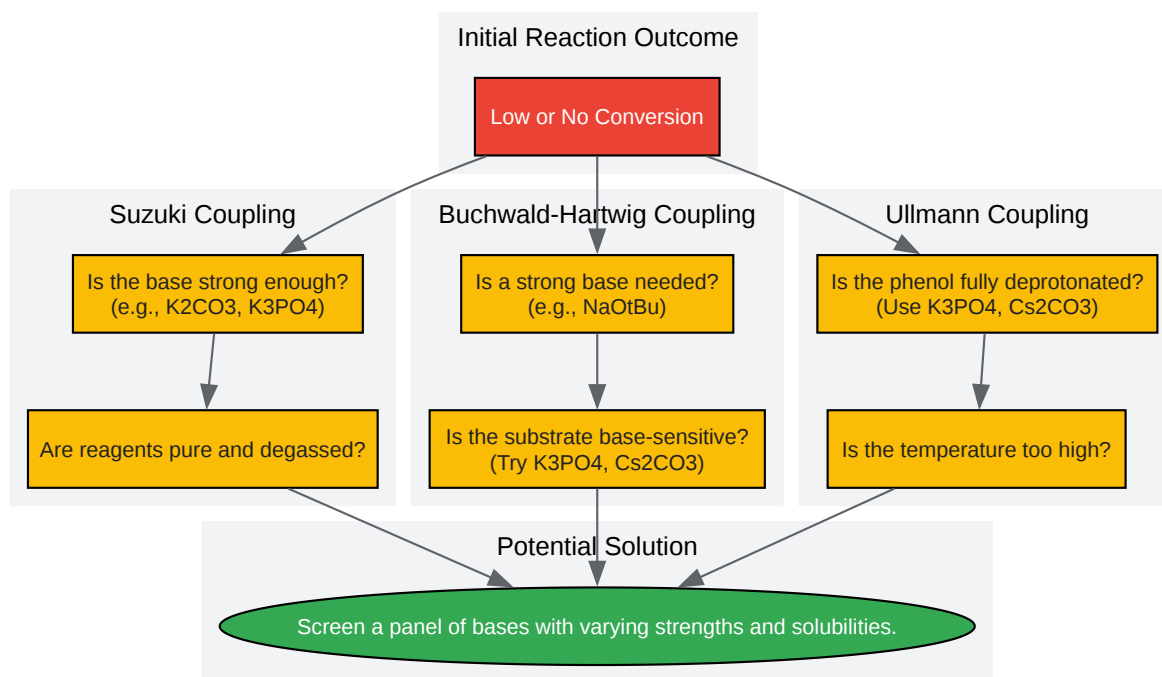 Initial Reaction Outcome
Low or No Conversion
Suzuki Coupling
Is the base strong enough?
(e.g., K2CO3, K3PO4)
Are reagents pure and degassed?
Buchwald-Hartwig Coupling
Is a strong base needed?
(e.g., NaOtBu)
Is the substrate base-sensitive?
(Try K3PO4, Cs2CO3)
Ullmann Coupling
Is the phenol fully deprotonated?
(Use K3PO4, Cs2CO3)
Is the temperature too high?
Potential Solution
Screen a panel of bases with varying strengths and solubilities.